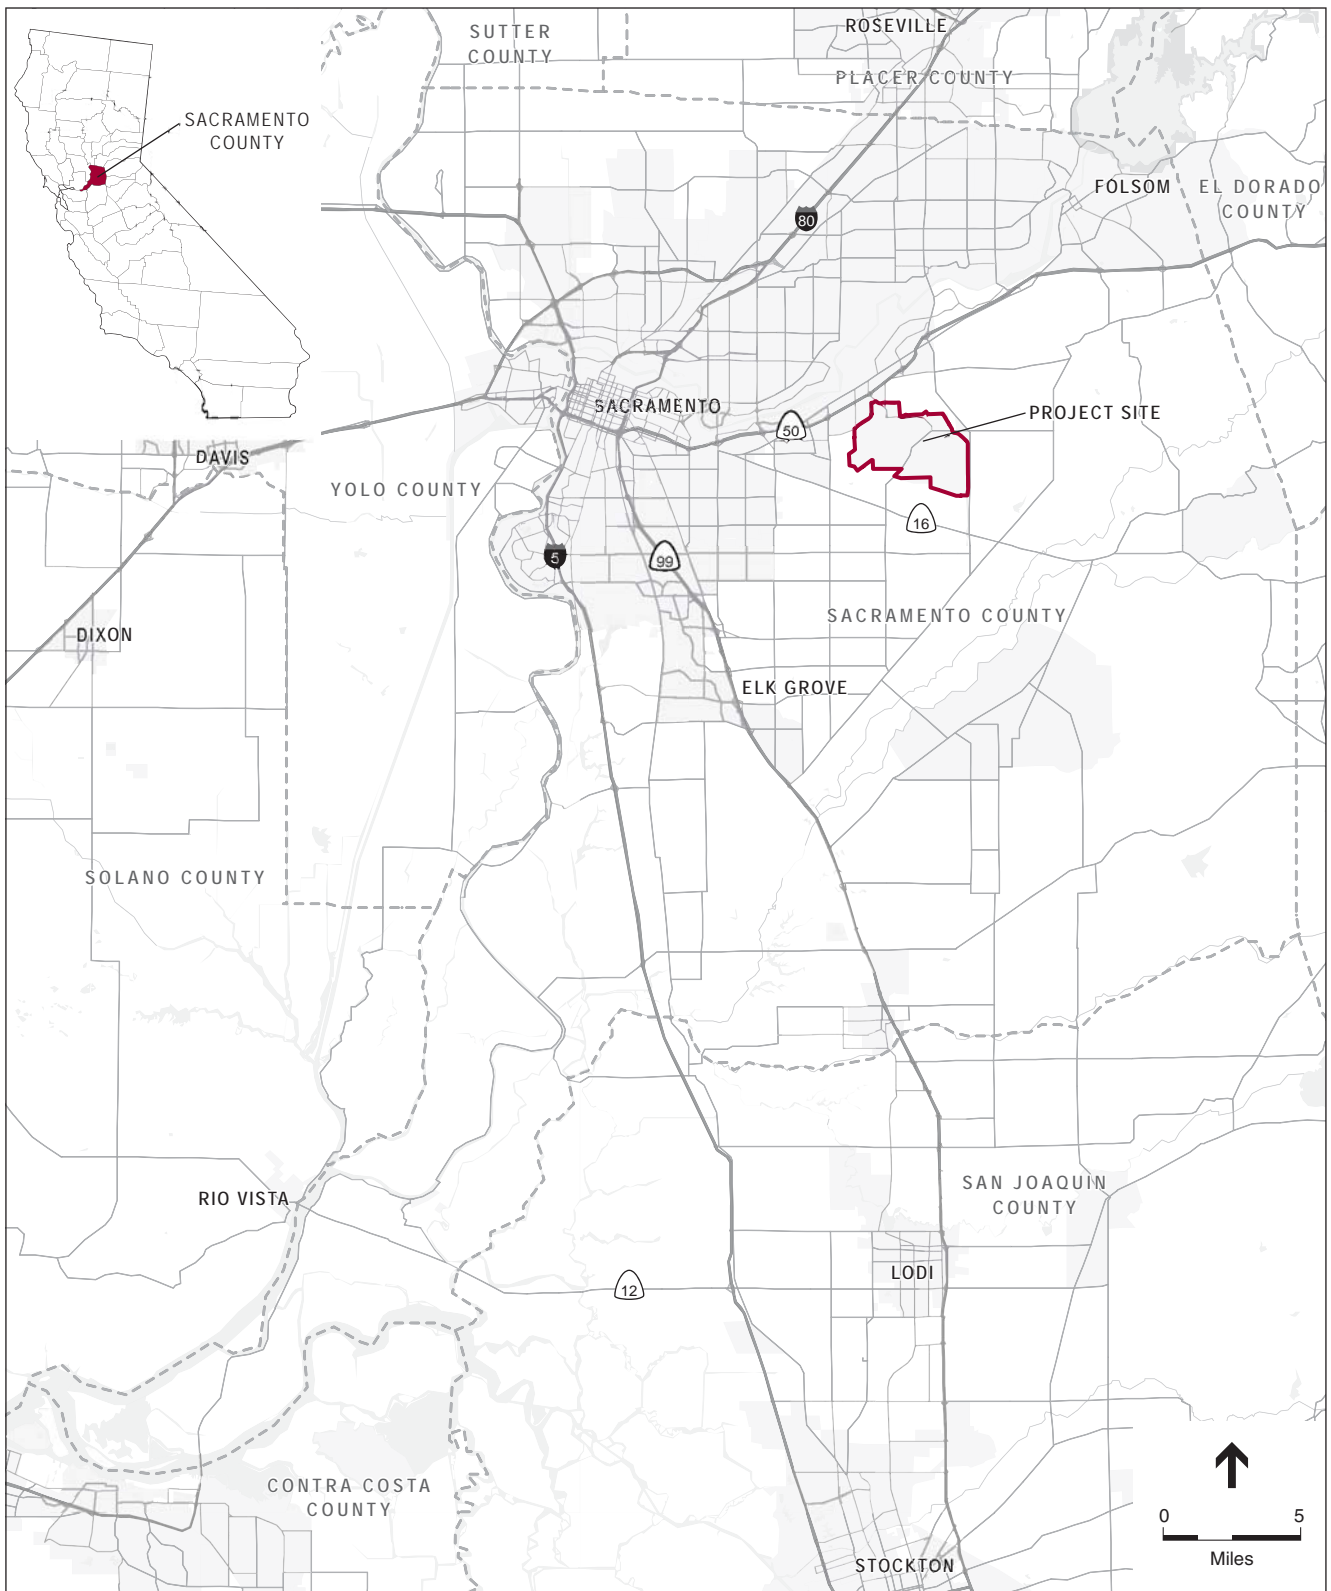 SUTTER
COUNTY
ROSEVILLE
PLACER COUNTY
SACRAMENTO
COUNTY
FOLSOM
EL DORADO
COUNTY
80
SACRAMENTO
50
PROJECT SITE
DAVIS
YOLO COUNTY
16
5
99
SACRAMENTO COUNTY
DIXON
ELK GROVE
SOLANO COUNTY
RIO VISTA
SAN JOAQUIN
COUNTY
LODI
12
CONTRA COSTA
COUNTY
0 5
Miles
STOCKTON